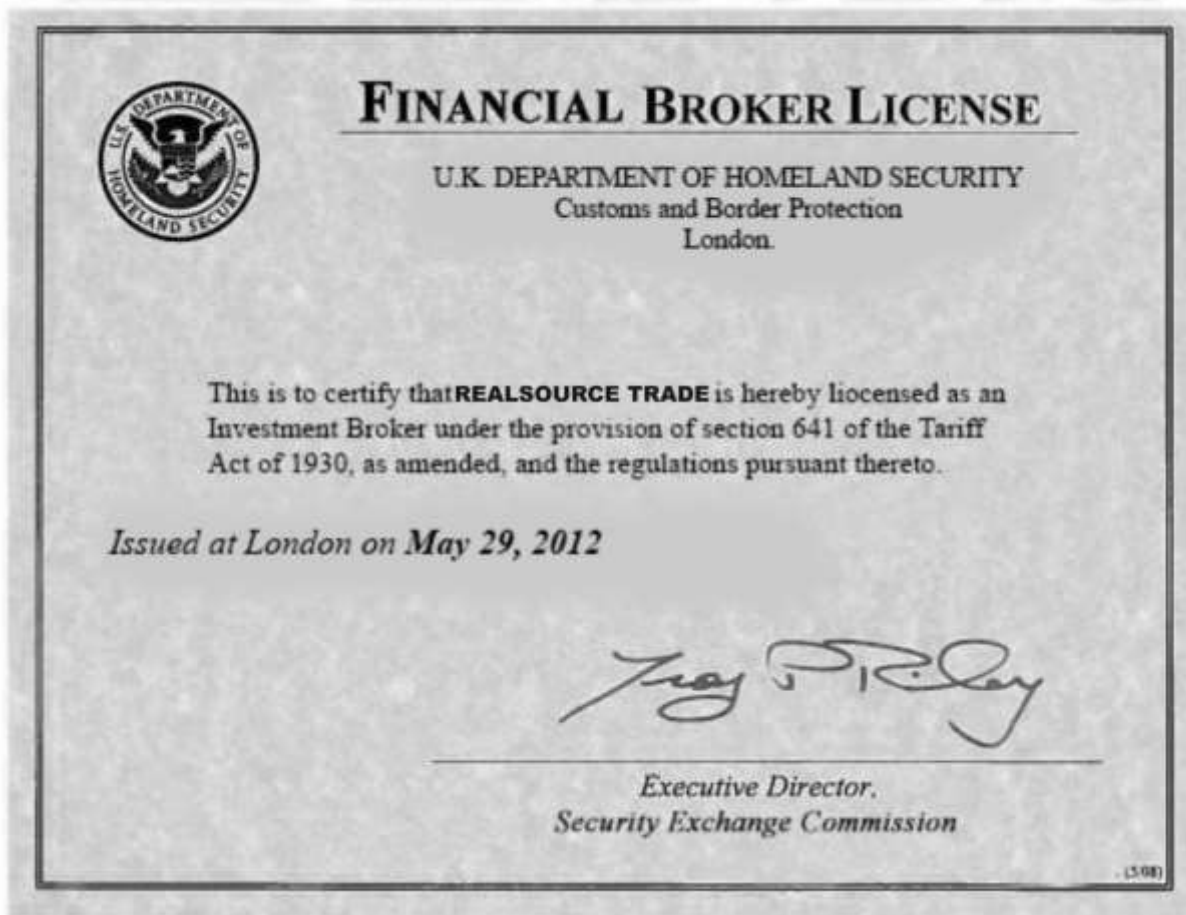 U.S. DEPARTMENT OF HOMELAND SECURITY
FINANCIAL BROKER LICENSE
U.K. DEPARTMENT OF HOMELAND SECURITY
Customs and Border Protection
London.
This is to certify that REALSOURCE TRADE is hereby liocensed as an
Investment Broker under the provision of section 641 of the Tariff
Act of 1930, as amended, and the regulations pursuant thereto.
Issued at London on May 29, 2012
Executive Director,
Security Exchange Commission
(5/08)